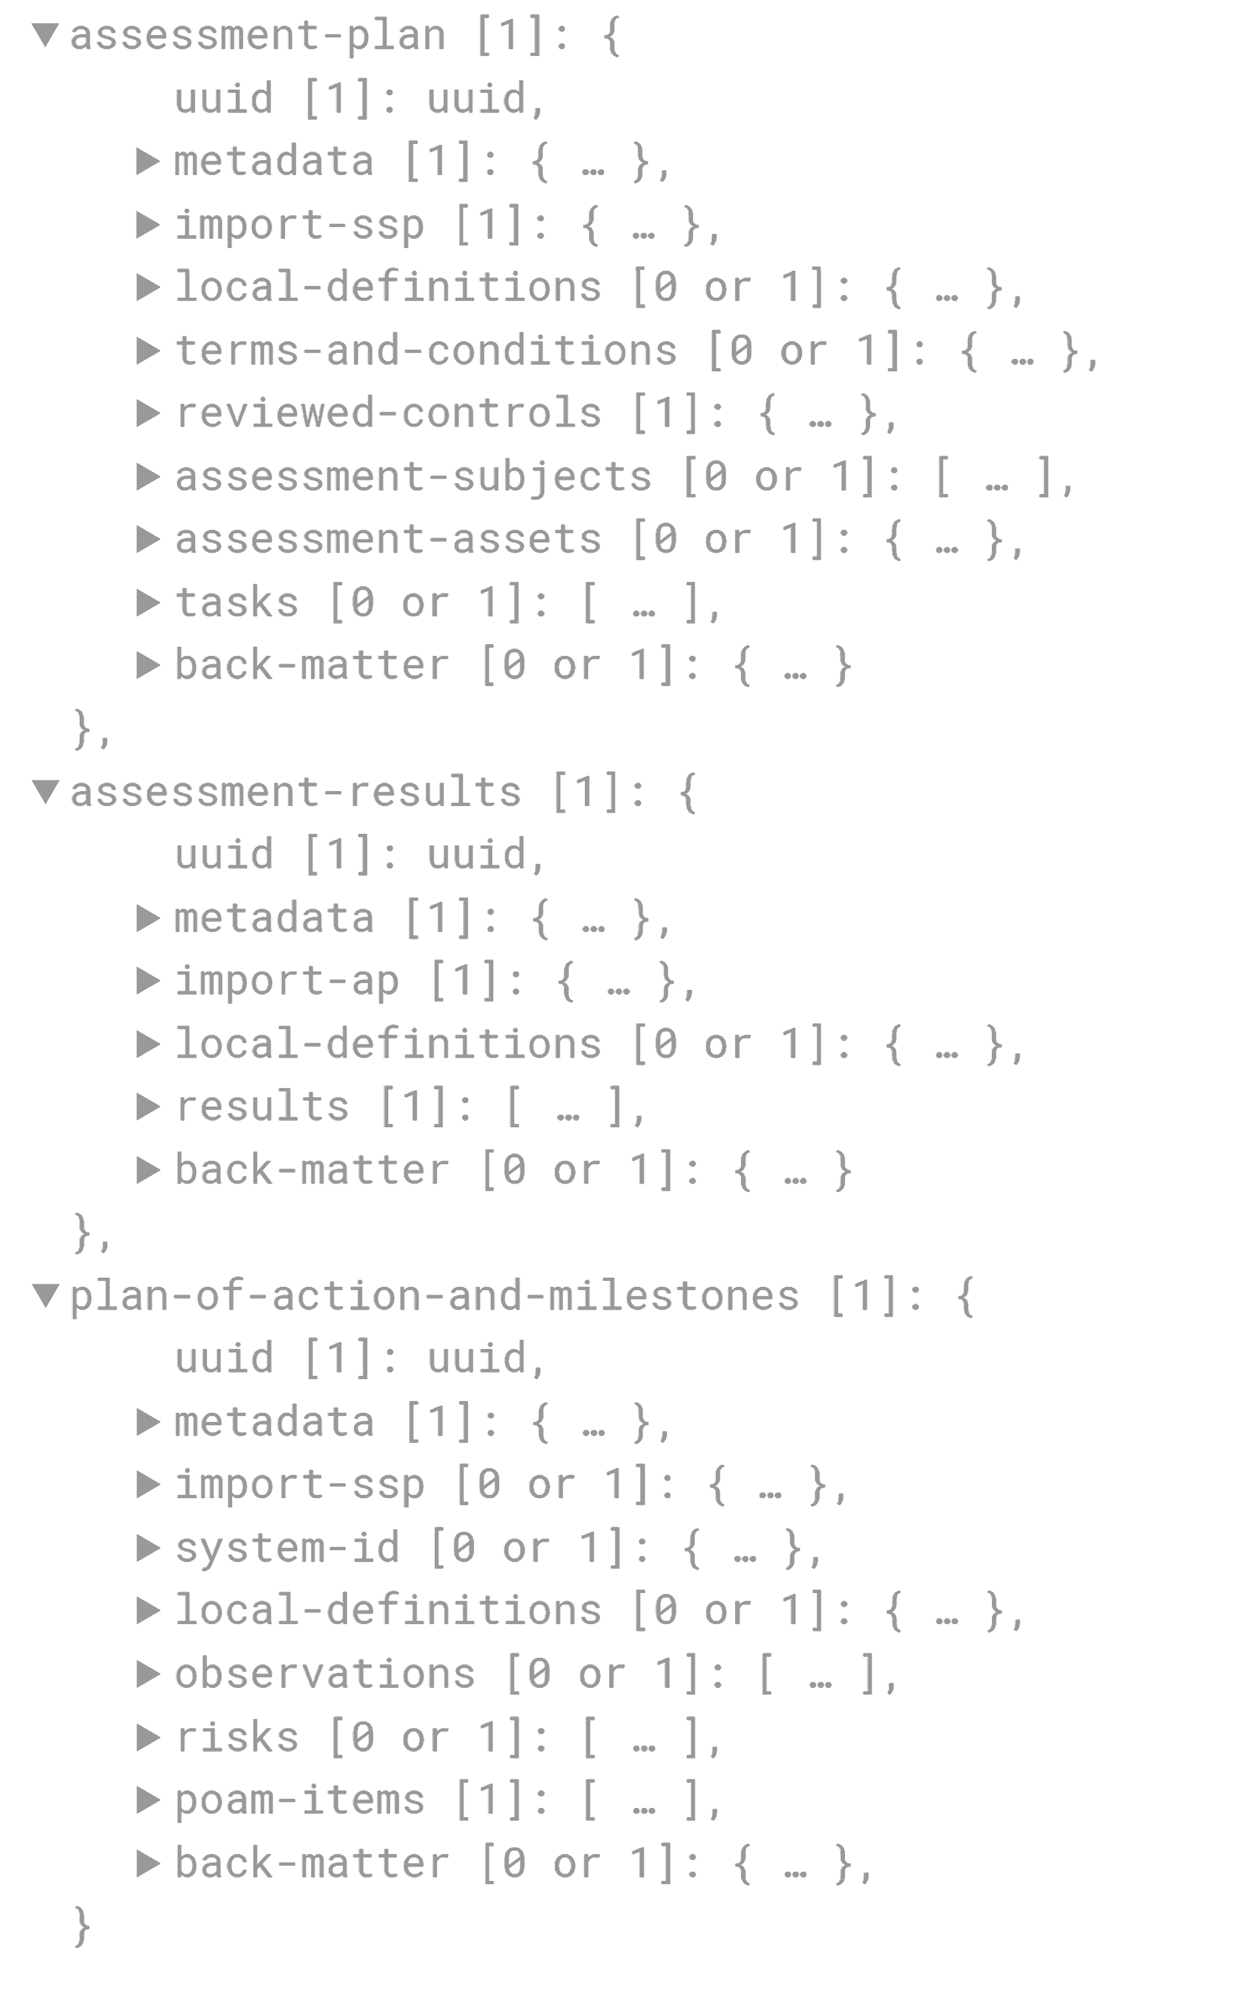 ▼ assessment-plan [1]: {
uuid [1]: uuid,
▶ metadata [1]: { … },
▶ import-ssp [1]: { … },
▶ local-definitions [0 or 1]: { … },
▶ terms-and-conditions [0 or 1]: { … },
▶ reviewed-controls [1]: { … },
▶ assessment-subjects [0 or 1]: [ … ],
▶ assessment-assets [0 or 1]: { … },
▶ tasks [0 or 1]: [ … ],
▶ back-matter [0 or 1]: { … }
},
▼ assessment-results [1]: {
uuid [1]: uuid,
▶ metadata [1]: { … },
▶ import-ap [1]: { … },
▶ local-definitions [0 or 1]: { … },
▶ results [1]: [ … ],
▶ back-matter [0 or 1]: { … }
},
▼ plan-of-action-and-milestones [1]: {
uuid [1]: uuid,
▶ metadata [1]: { … },
▶ import-ssp [0 or 1]: { … },
▶ system-id [0 or 1]: { … },
▶ local-definitions [0 or 1]: { … },
▶ observations [0 or 1]: [ … ],
▶ risks [0 or 1]: [ … ],
▶ poam-items [1]: [ … ],
▶ back-matter [0 or 1]: { … },
}